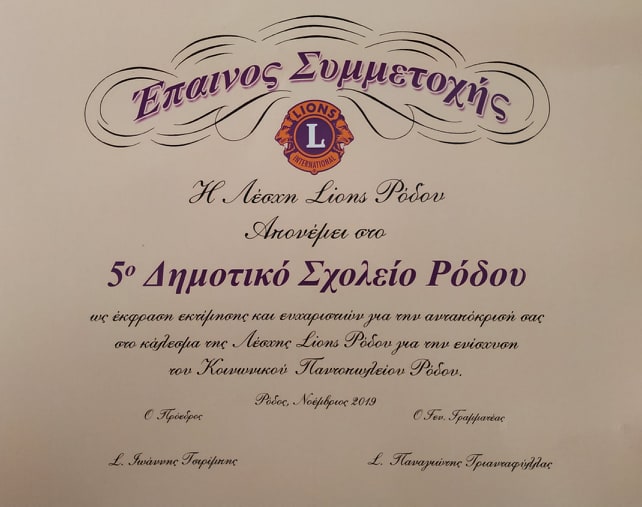 Έπαινος Συμμετοχής
LIONS
L
INTERNATIONAL
Η Λέσχη Lions Ρόδου
Απονέμει στο
5ο Δημοτικό Σχολείο Ρόδου
ως έκφραση εκτίμησης και ευχαριστιών για την ανταπόκρισή σας
στο κάλεσμα της Λέσχης Lions Ρόδου για την ενίσχυση
του Κοινωνικού Παντοπωλείου Ρόδου.
Ρόδος, Νοέμβριος 2019
Ο Πρόεδρος Ο Γεν. Γραμματέας
L. Ιωάννης Τσιρίμπης L. Παναγιώτης Τριανταφύλλας